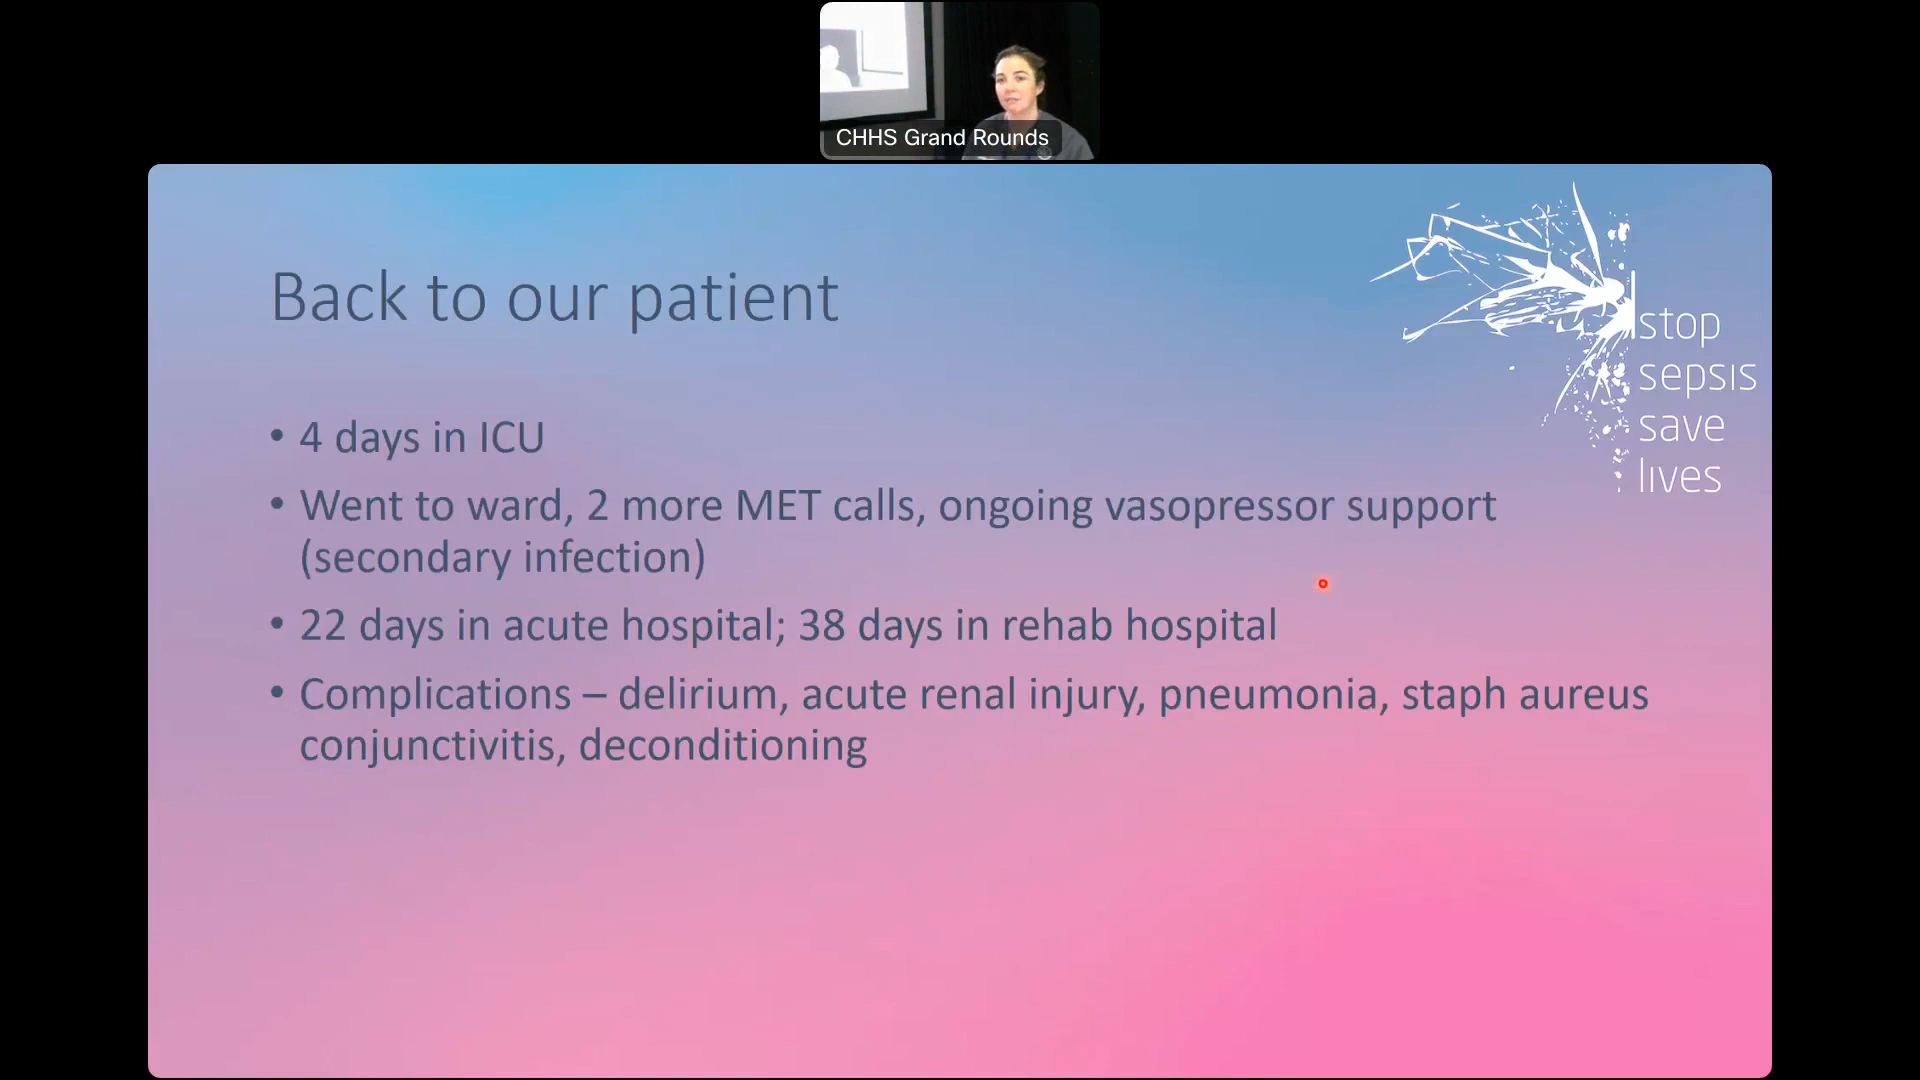 CHHS Grand Rounds
Back to our patient
stop
sepsis
save
lives
• 4 days in ICU
• Went to ward, 2 more MET calls, ongoing vasopressor support
(secondary infection)
• 22 days in acute hospital; 38 days in rehab hospital
• Complications – delirium, acute renal injury, pneumonia, staph aureus
conjunctivitis, deconditioning